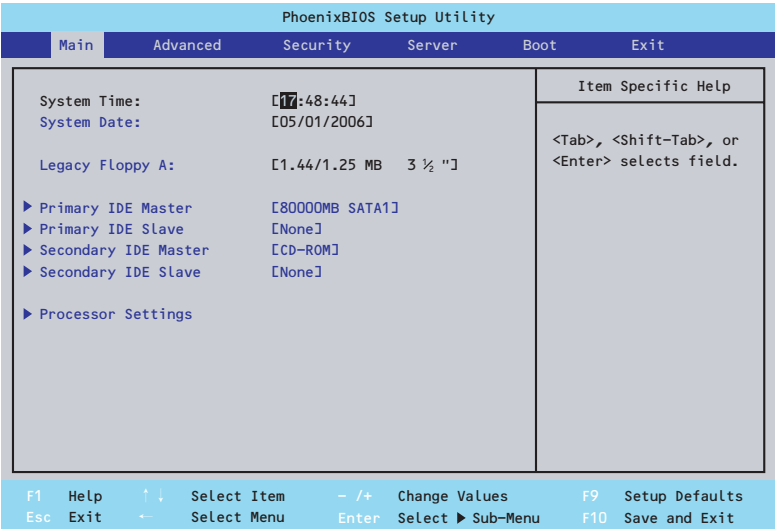 PhoenixBIOS Setup Utility
Main Advanced Security Server Boot Exit
Item Specific Help
System Time: [17:48:44]
System Date: [05/01/2006]
<Tab>, <Shift-Tab>, or
<Enter> selects field.
Legacy Floppy A: [1.44/1.25 MB 3 ½ "]
▶ Primary IDE Master [80000MB SATA1]
▶ Primary IDE Slave [None]
▶ Secondary IDE Master [CD-ROM]
▶ Secondary IDE Slave [None]
▶ Processor Settings
F1 Help ↑↓ Select Item - /+ Change Values F9 Setup Defaults
Esc Exit ← Select Menu Enter Select ▶ Sub-Menu F10 Save and Exit